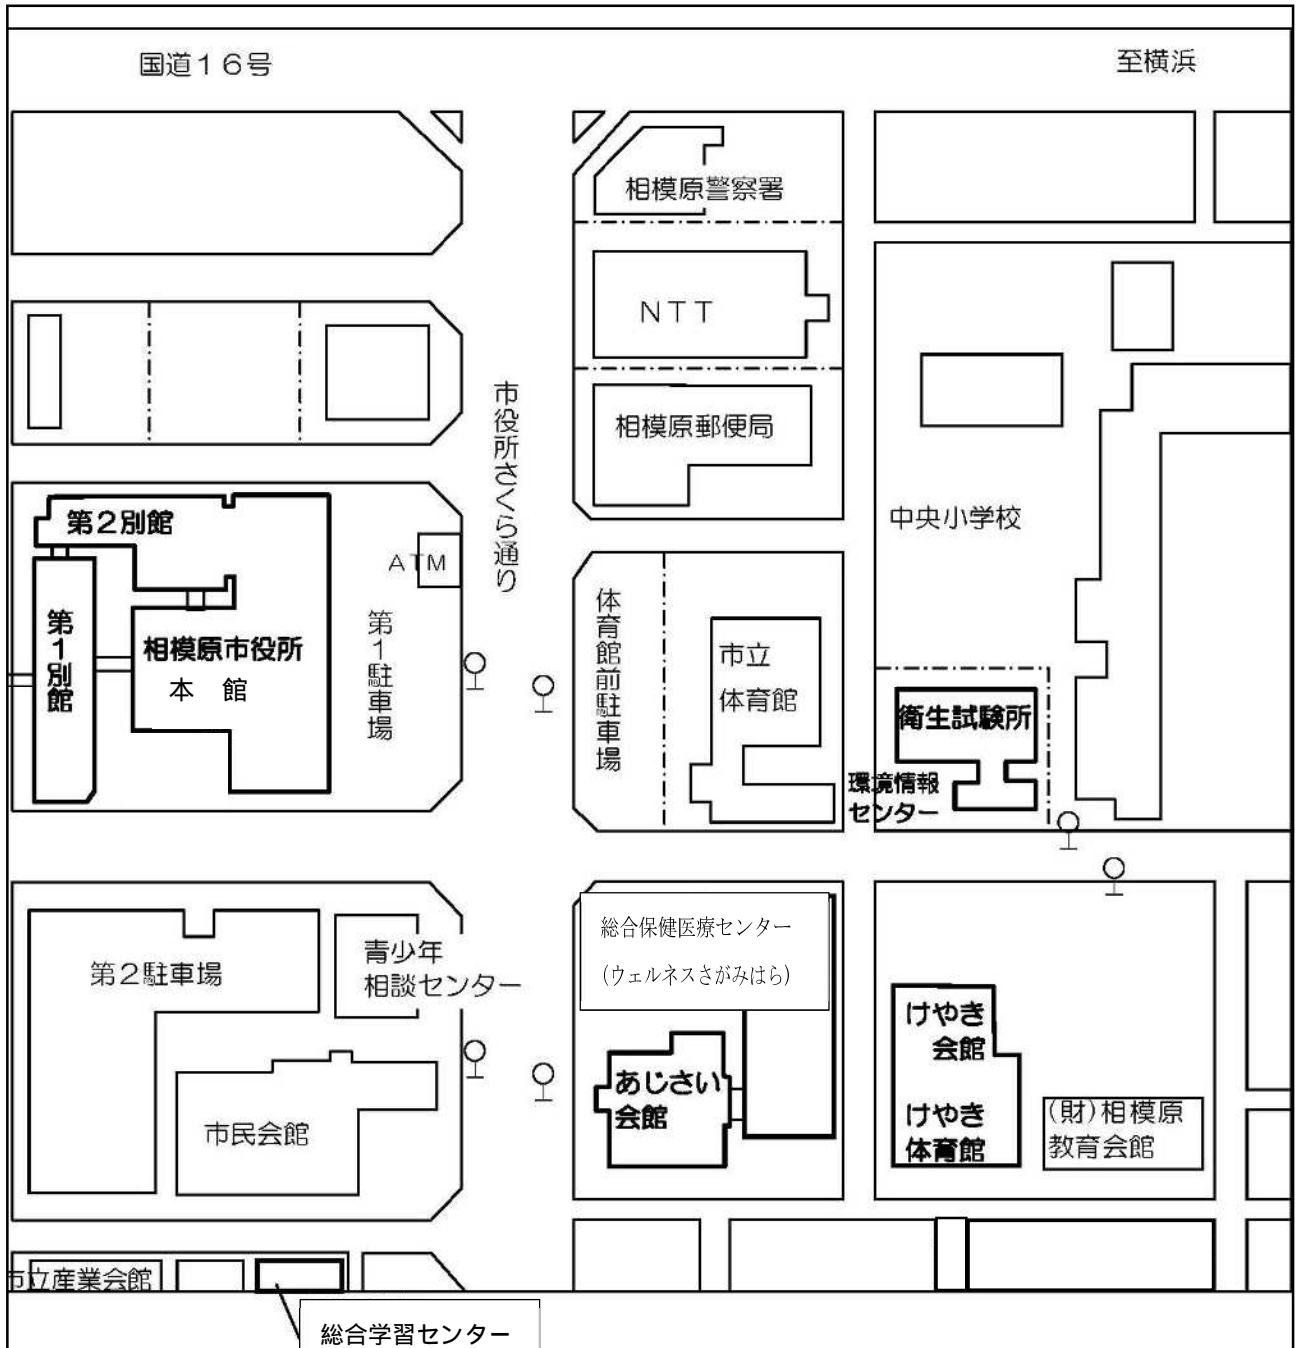 国道１６号
至横浜
相模原警察署
ＮＴＴ
相模原郵便局
市役所さくら通り
第２別館
ＡＴＭ
第１別館
相模原市役所
本　館
第１駐車場
体育館前駐車場
市立
体育館
中央小学校
衛生試験所
環境情報
センター
第２駐車場
青少年
相談センター
市民会館
総合保健医療センター
(ウェルネスさがみはら)
あじさい
会館
けやき
会館
けやき
体育館
(財)相模原
教育会館
市立産業会館
総合学習センター